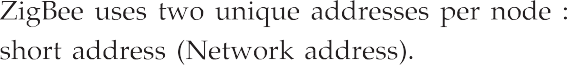 ZigBee uses two unique addresses per node :
short address (Network address).